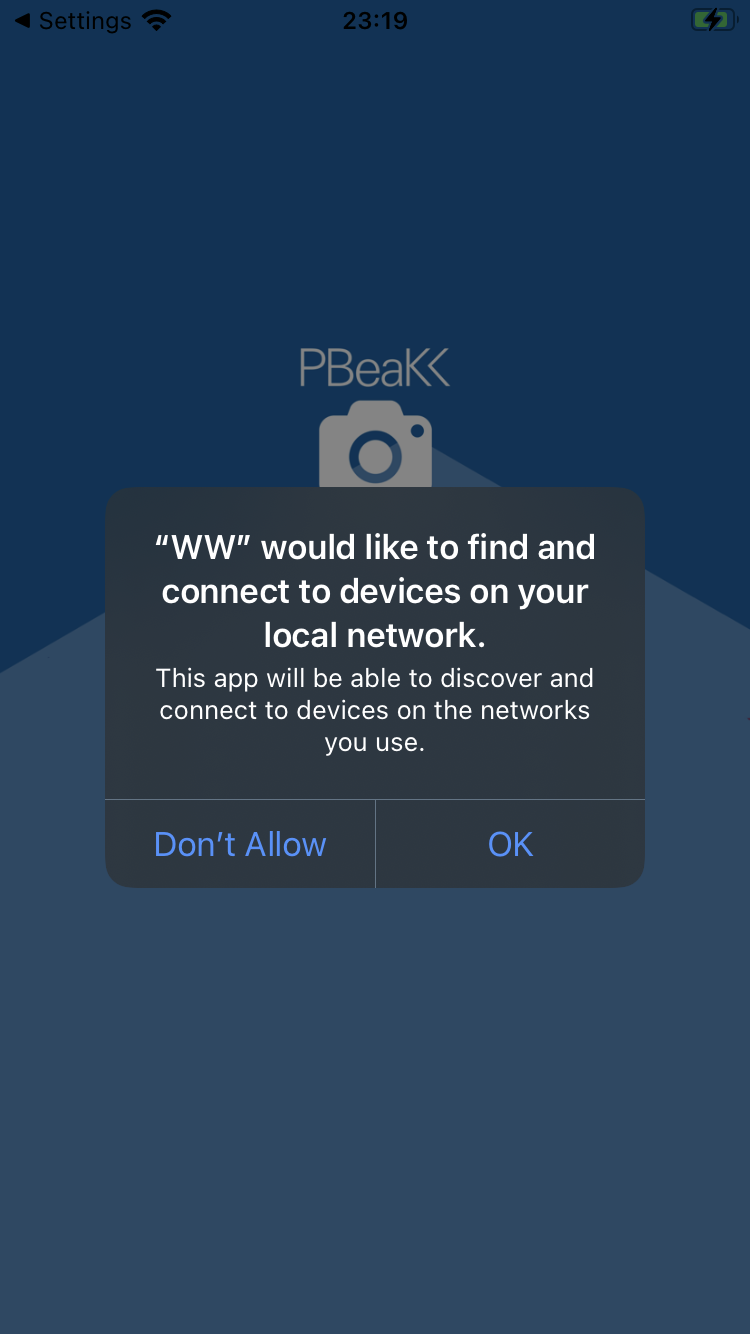 ◀ Settings 23:19
PBeaK
“WW” would like to find and
connect to devices on your
local network.
This app will be able to discover and
connect to devices on the networks
you use.
Don’t Allow OK